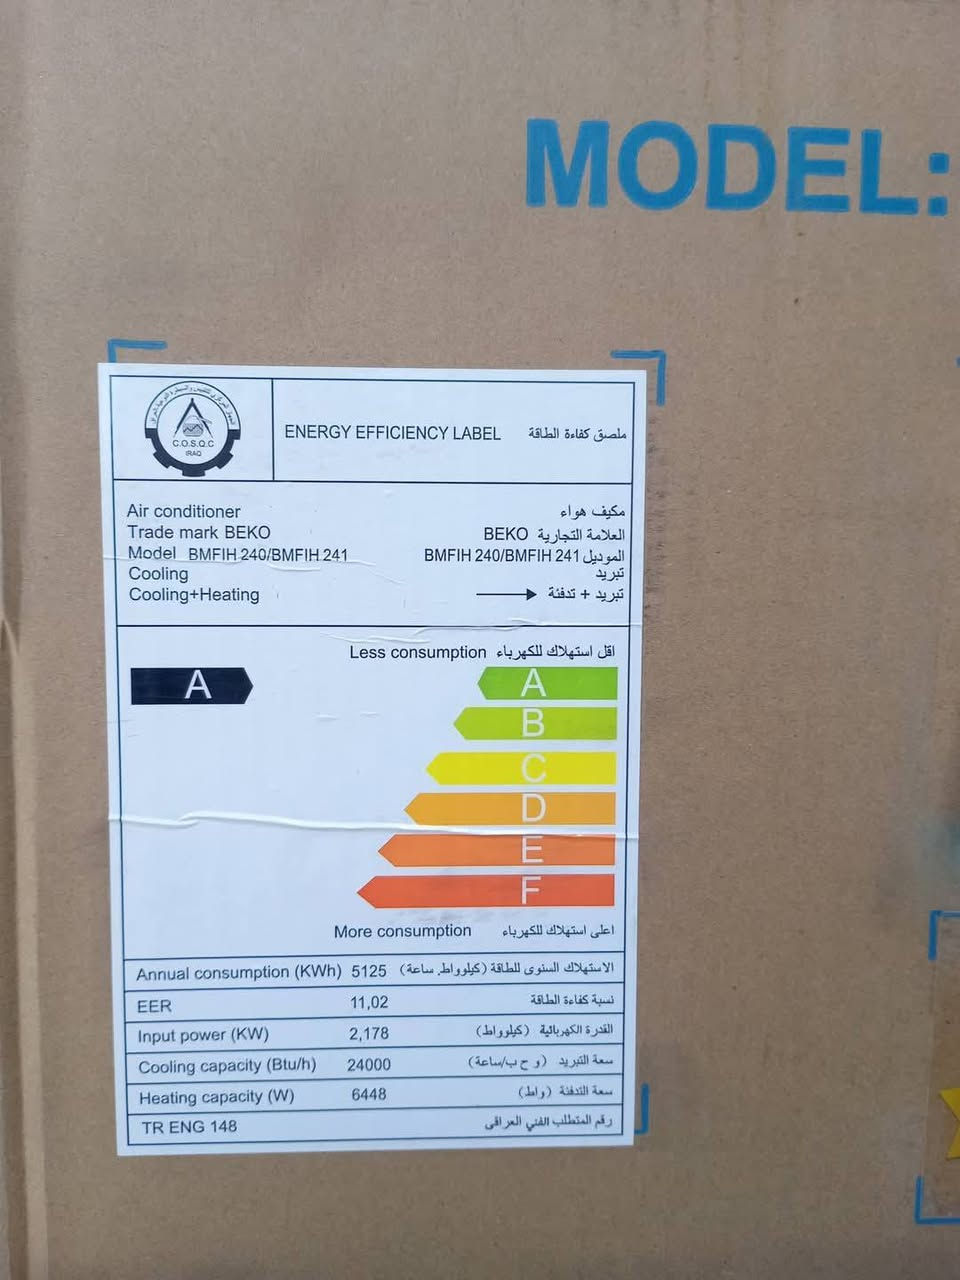 MODEL:
C.O.S.Q.C
IRAQ
ENERGY EFFICIENCY LABEL ملصق كفاءة الطاقة
Air conditioner مكيف هواء
Trade mark BEKO العلامة التجارية BEKO
Model BMFIH 240/BMFIH 241 الموديل BMFIH 240/BMFIH 241
Cooling تبريد
Cooling+Heating تبريد + تدفئة
Less consumption اقل استهلاك للكهرباء
A A
B
C
D
E
F
More consumption اعلى استهلاك للكهرباء
Annual consumption (KWh) 5125 الاستهلاك السنوى للطاقة (كيلوواط. ساعة)
EER 11,02 نسبة كفاءة الطاقة
Input power (KW) 2,178 القدرة الكهربائية (كيلوواط)
Cooling capacity (Btu/h) 24000 سعة التبريد (و ح ب/ساعة)
Heating capacity (W) 6448 سعة التدفئة (واط)
TR ENG 148 رقم المتطلب الفني العراقى